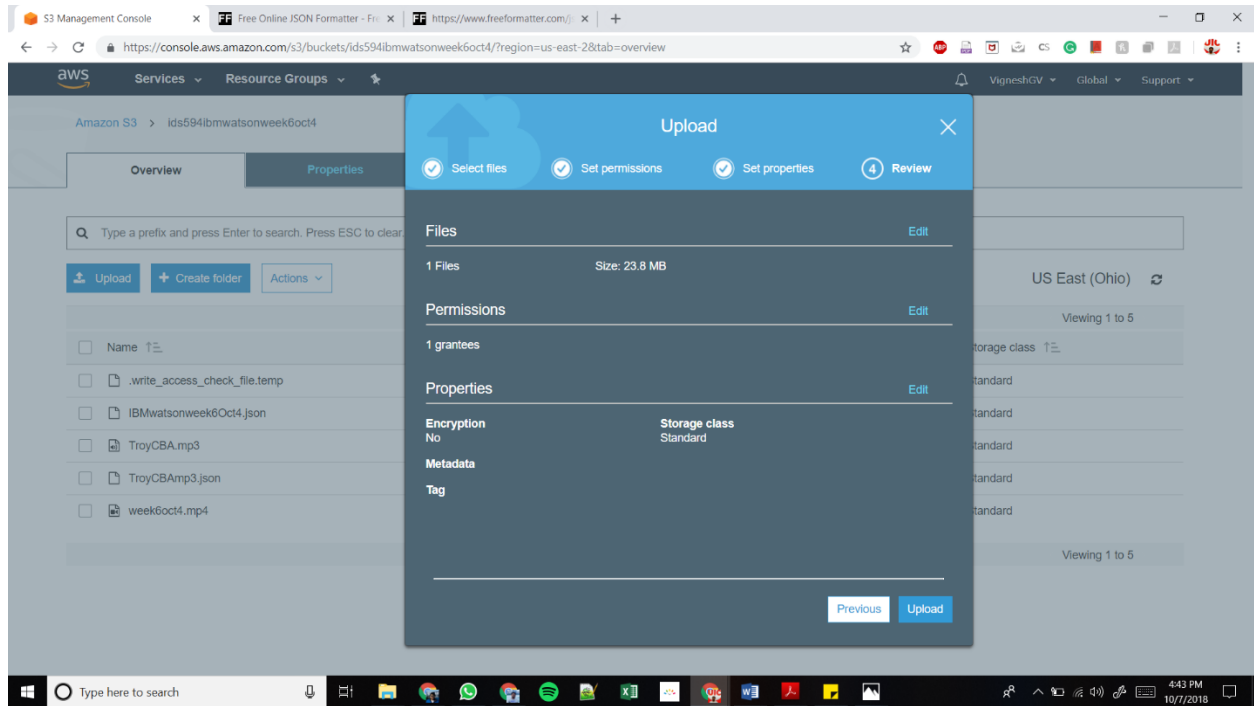 S3 Management Console
Free Online JSON Formatter - Fr
https://www.freeformatter.com/j
https://console.aws.amazon.com/s3/buckets/ids594ibmwatsonweek6oct4/?region=us-east-2&tab=overview
ABP
CS
aws
Services
Resource Groups
VigneshGV
Global
Support
Amazon S3 > ids594ibmwatsonweek6oct4
Overview
Properties
Upload
Select files
Set permissions
Set properties
4 Review
Type a prefix and press Enter to search. Press ESC to clear.
Upload
+ Create folder
Actions
US East (Ohio)
Viewing 1 to 5
Name
torage class
.write_access_check_file.temp
tandard
IBMwatsonweek6Oct4.json
tandard
TroyCBA.mp3
tandard
TroyCBAmp3.json
tandard
week6oct4.mp4
tandard
Viewing 1 to 5
Files
Edit
1 Files
Size: 23.8 MB
Permissions
Edit
1 grantees
Properties
Edit
Encryption
No
Storage class
Standard
Metadata
Tag
Previous
Upload
Type here to search
4:43 PM
10/7/2018